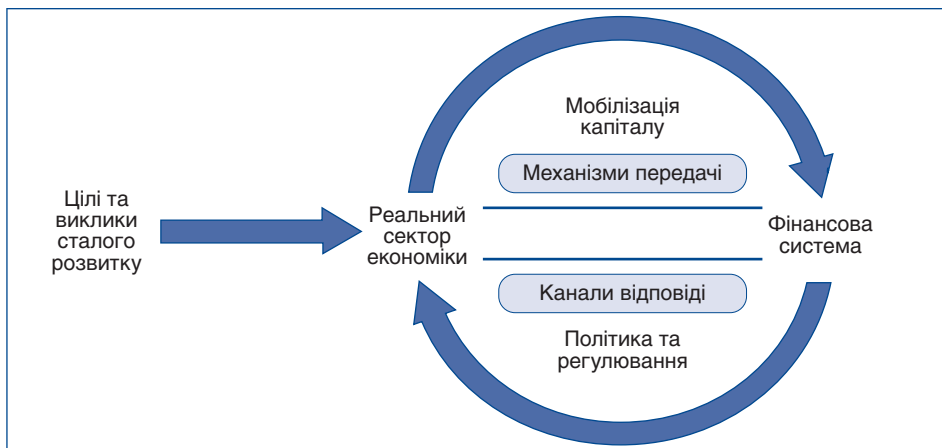 Мобілізація
капіталу
Механізми передачі
Цілі та
виклики
сталого
розвитку
Реальний
сектор
економіки
Фінансова
система
Канали відповіді
Політика та
регулювання